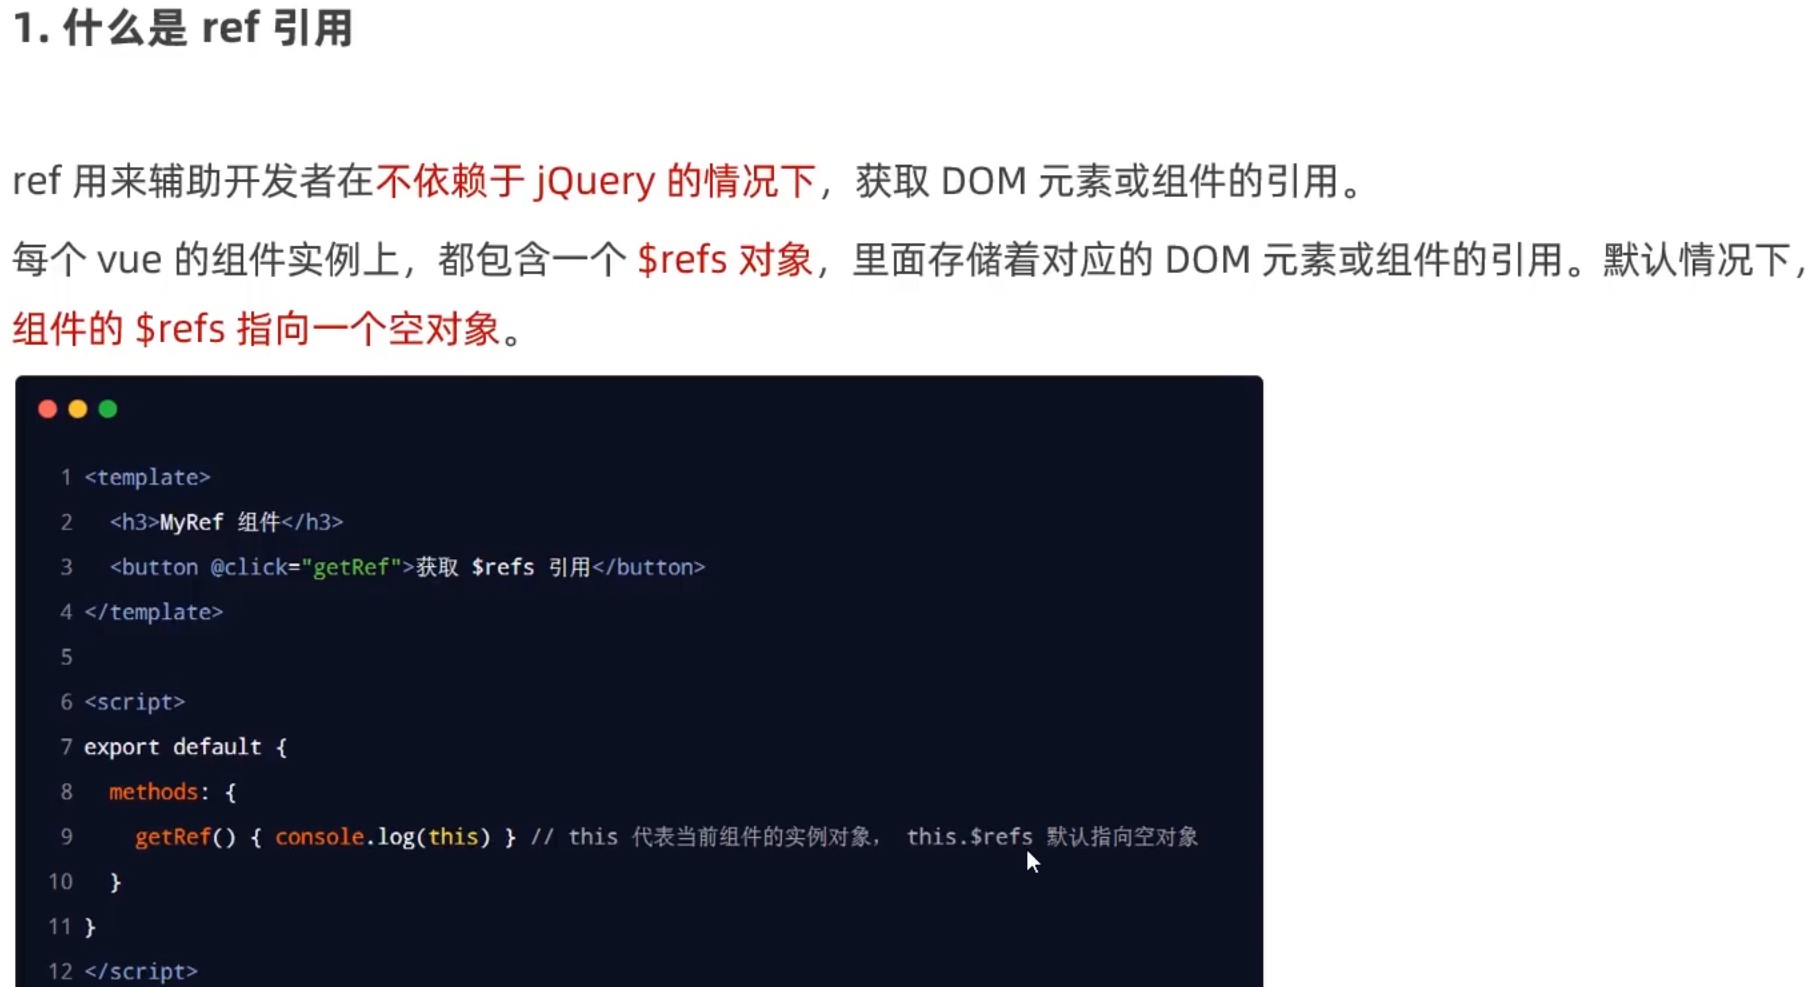 1. 什么是 ref 引用
ref 用来辅助开发者在不依赖于 jQuery 的情况下，获取 DOM 元素或组件的引用。
每个 vue 的组件实例上，都包含一个 $refs 对象，里面存储着对应的 DOM 元素或组件的引用。默认情况下，
组件的 $refs 指向一个空对象。
1 <template>
2   <h3>MyRef 组件</h3>
3   <button @click="getRef">获取 $refs 引用</button>
4 </template>
5
6 <script>
7 export default {
8   methods: {
9     getRef() { console.log(this) } // this 代表当前组件的实例对象， this.$refs 默认指向空对象
10   }
11 }
12 </script>